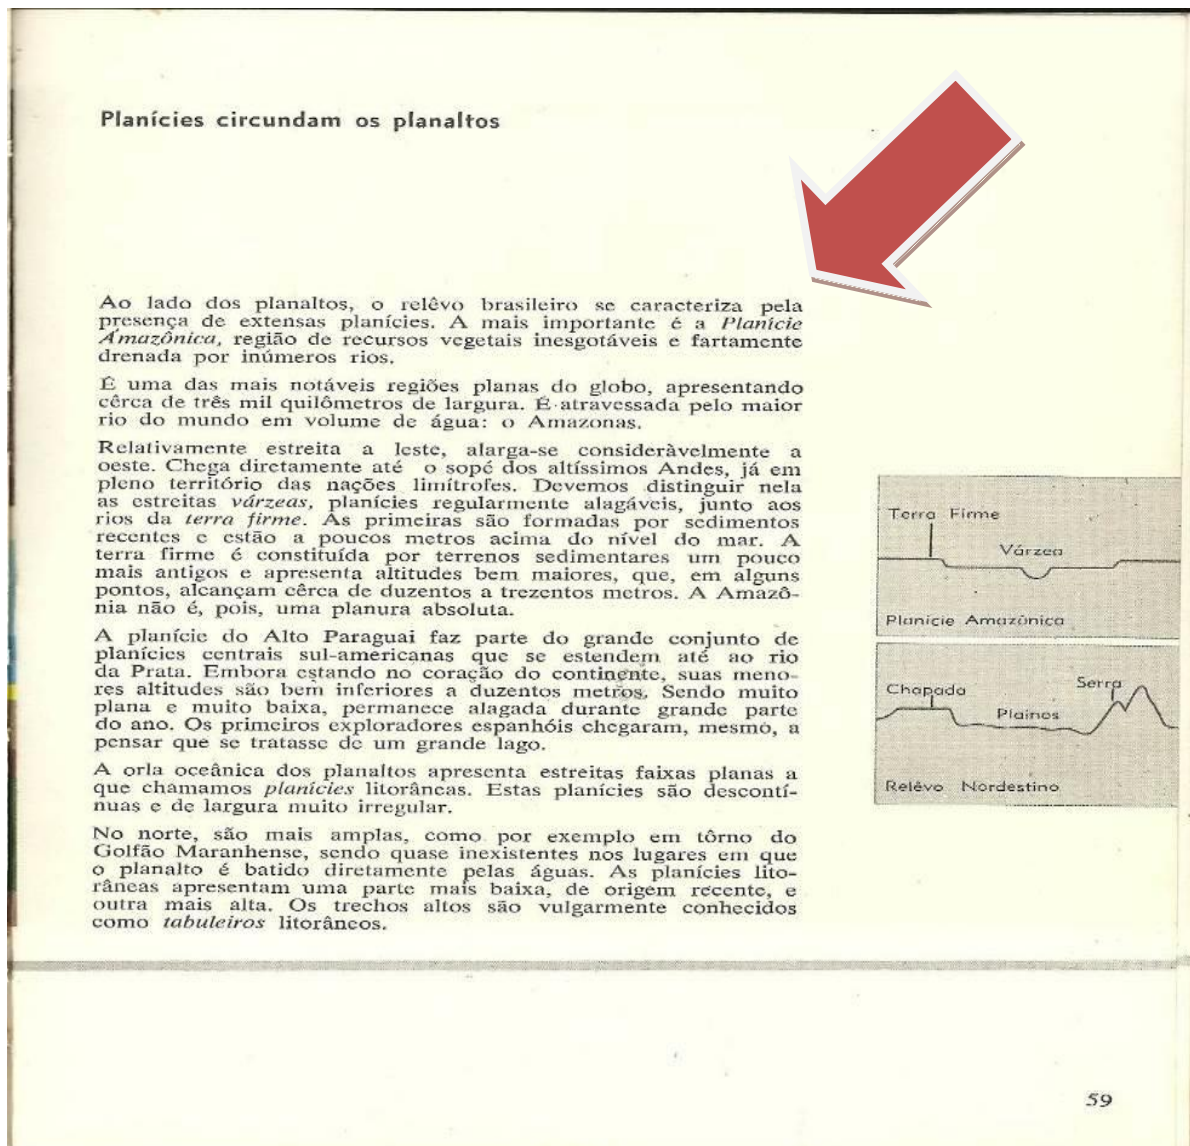 Planícies circundam os planaltos
Ao lado dos planaltos, o relêvo brasileiro se caracteriza pela
presença de extensas planícies. A mais importante é a Planície
Amazônica, região de recursos vegetais inesgotáveis e fartamente
drenada por inúmeros rios.
É uma das mais notáveis regiões planas do globo, apresentando
cêrca de três mil quilômetros de largura. É atravessada pelo maior
rio do mundo em volume de água: o Amazonas.
Relativamente estreita a leste, alarga-se consideràvelmente a
oeste. Chega diretamente até o sopé dos altíssimos Andes, já em
pleno território das nações limítrofes. Devemos distinguir nela
as estreitas várzeas, planícies regularmente alagáveis, junto aos
rios da terra firme. As primeiras são formadas por sedimentos
recentes e estão a poucos metros acima do nível do mar. A
terra firme é constituída por terrenos sedimentares um pouco
mais antigos e apresenta altitudes bem maiores, que, em alguns
pontos, alcançam cêrca de duzentos a trezentos metros. A Amazô-
nia não é, pois, uma planura absoluta.
A planície do Alto Paraguai faz parte do grande conjunto de
planícies centrais sul-americanas que se estendem até ao rio
da Prata. Embora estando no coração do continente, suas meno-
res altitudes são bem inferiores a duzentos metros. Sendo muito
plana e muito baixa, permanece alagada durante grande parte
do ano. Os primeiros exploradores espanhóis chegaram, mesmo, a
pensar que se tratasse de um grande lago.
A orla oceânica dos planaltos apresenta estreitas faixas planas a
que chamamos planícies litorâneas. Estas planícies são descontí-
nuas e de largura muito irregular.
No norte, são mais amplas, como por exemplo em tôrno do
Golfão Maranhense, sendo quase inexistentes nos lugares em que
o planalto é batido diretamente pelas águas. As planícies lito-
râneas apresentam uma parte mais baixa, de origem recente, e
outra mais alta. Os trechos altos são vulgarmente conhecidos
como tabuleiros litorâneos.
Terra Firme
Várzea
Planície Amazônica
Chapada
Serra
Plainos
Relêvo Nordestino
59